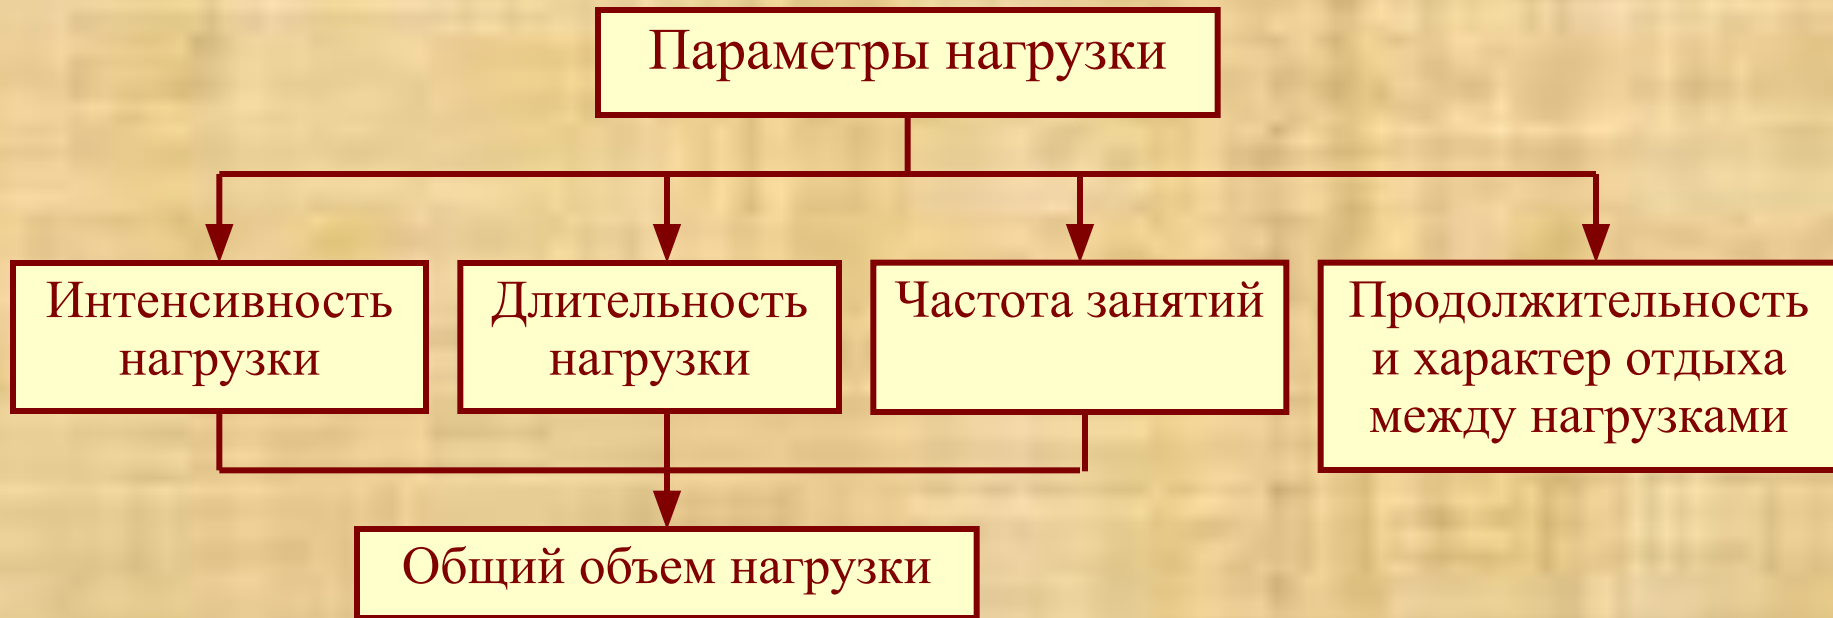 Параметры нагрузки
Интенсивность
нагрузки
Длительность
нагрузки
Частота занятий
Продолжительность
и характер отдыха
между нагрузками
Общий объем нагрузки